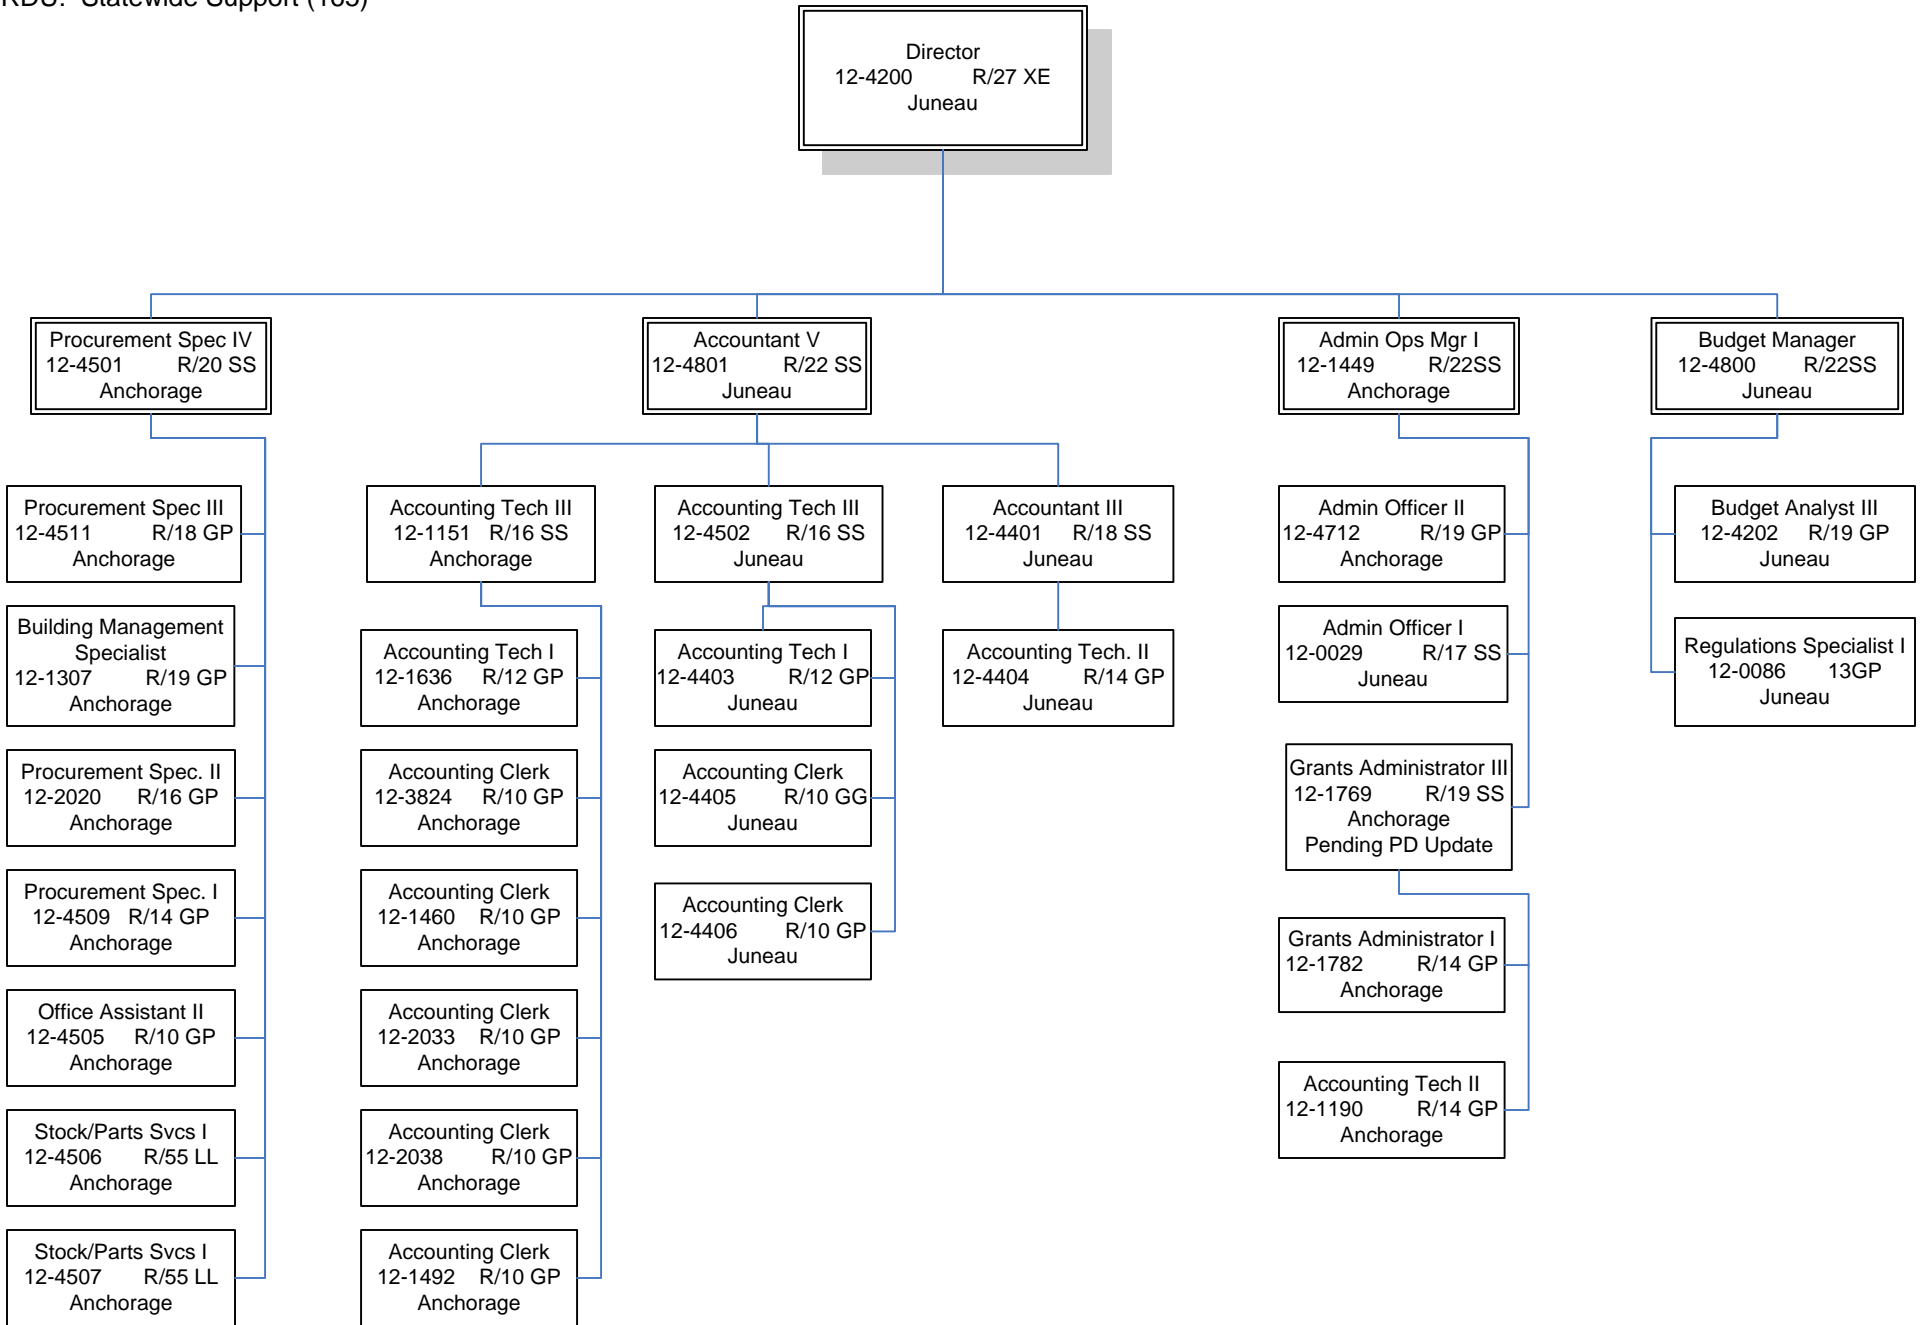 RDU: Statewide Support (165)
Director
12-4200 R/27 XE
Juneau
Procurement Spec IV
12-4501 R/20 SS
Anchorage
Accountant V
12-4801 R/22 SS
Juneau
Admin Ops Mgr I
12-1449 R/22SS
Anchorage
Budget Manager
12-4800 R/22SS
Juneau
Procurement Spec III
12-4511 R/18 GP
Anchorage
Building Management
Specialist
12-1307 R/19 GP
Anchorage
Procurement Spec. II
12-2020 R/16 GP
Anchorage
Procurement Spec. I
12-4509 R/14 GP
Anchorage
Office Assistant II
12-4505 R/10 GP
Anchorage
Stock/Parts Svcs I
12-4506 R/55 LL
Anchorage
Stock/Parts Svcs I
12-4507 R/55 LL
Anchorage
Accounting Tech III
12-1151 R/16 SS
Anchorage
Accounting Tech I
12-1636 R/12 GP
Anchorage
Accounting Clerk
12-3824 R/10 GP
Anchorage
Accounting Clerk
12-1460 R/10 GP
Anchorage
Accounting Clerk
12-2033 R/10 GP
Anchorage
Accounting Clerk
12-2038 R/10 GP
Anchorage
Accounting Clerk
12-1492 R/10 GP
Anchorage
Accounting Tech III
12-4502 R/16 SS
Juneau
Accounting Tech I
12-4403 R/12 GP
Juneau
Accounting Clerk
12-4405 R/10 GG
Juneau
Accounting Clerk
12-4406 R/10 GP
Juneau
Accountant III
12-4401 R/18 SS
Juneau
Accounting Tech. II
12-4404 R/14 GP
Juneau
Admin Officer II
12-4712 R/19 GP
Anchorage
Admin Officer I
12-0029 R/17 SS
Juneau
Grants Administrator III
12-1769 R/19 SS
Anchorage
Pending PD Update
Grants Administrator I
12-1782 R/14 GP
Anchorage
Accounting Tech II
12-1190 R/14 GP
Anchorage
Budget Analyst III
12-4202 R/19 GP
Juneau
Regulations Specialist I
12-0086 13GP
Juneau